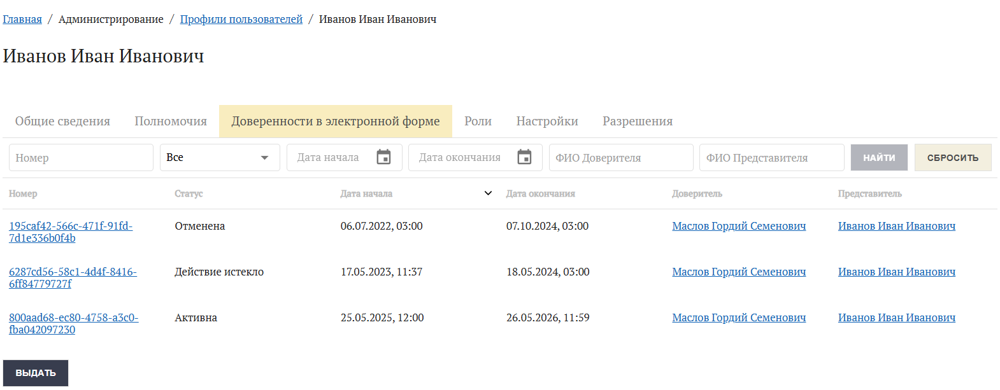 Главная / Администрирование / Профили пользователей / Иванов Иван Иванович
Иванов Иван Иванович
Общие сведения Полномочия Доверенности в электронной форме Роли Настройки Разрешения
Номер Все Дата начала Дата окончания ФИО Доверителя ФИО Представителя НАЙТИ СБРОСИТЬ
Номер Статус Дата начала Дата окончания Доверитель Представитель
195caf42-566c-471f-91fd- Отменена 06.07.2022, 03:00 07.10.2024, 03:00 Маслов Гордий Семенович Иванов Иван Иванович
7d1e336b0f4b
6287cd56-58c1-4d4f-8416- Действие истекло 17.05.2023, 11:37 18.05.2024, 03:00 Маслов Гордий Семенович Иванов Иван Иванович
6ff84779727f
800aad68-ec80-4758-a3c0- Активна 25.05.2025, 12:00 26.05.2026, 11:59 Маслов Гордий Семенович Иванов Иван Иванович
fba042097230
ВЫДАТЬ